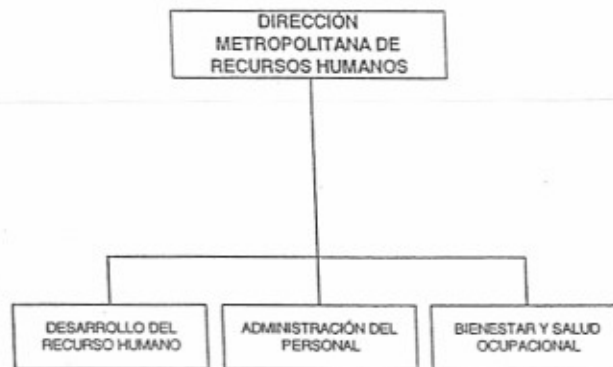 DIRECCIÓN
METROPOLITANA DE
RECURSOS HUMANOS
DESARROLLO DEL
RECURSO HUMANO
ADMINISTRACIÓN DEL
PERSONAL
BIENESTAR Y SALUD
OCUPACIONAL